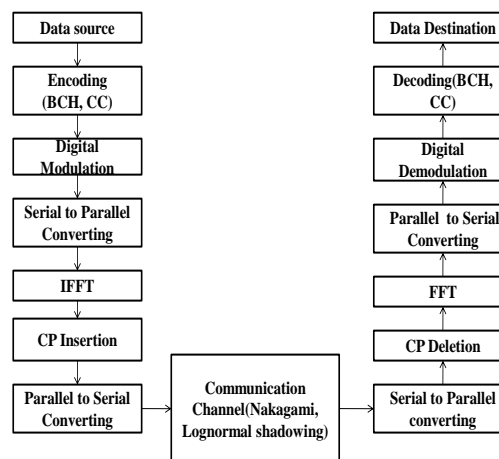 Data source
Encoding
(BCH, CC)
Digital
Modulation
Serial to Parallel
Converting
IFFT
CP Insertion
Parallel to Serial
Converting
Communication
Channel(Nakagami,
Lognormal shadowing)
Data Destination
Decoding(BCH,
CC)
Digital
Demodulation
Parallel to Serial
Converting
FFT
CP Deletion
Serial to Parallel
converting